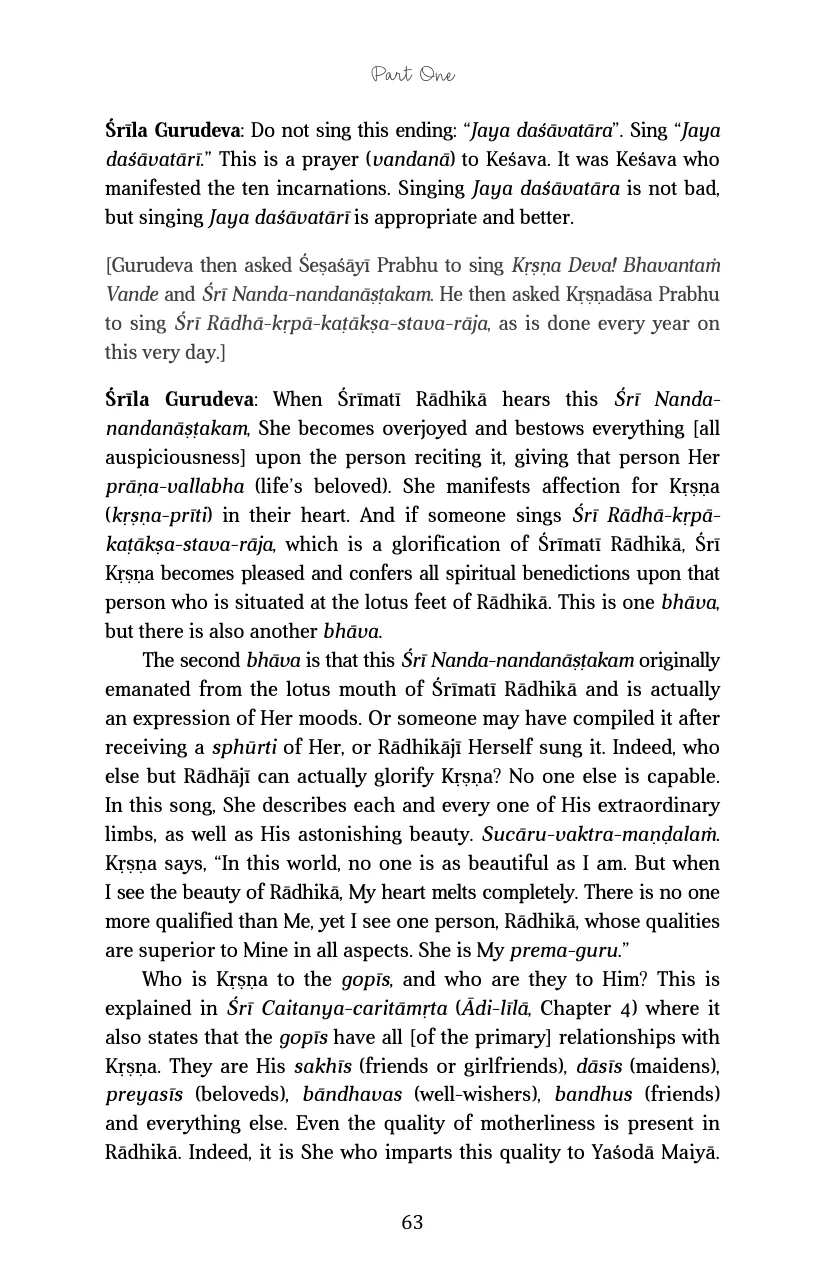 Part One
Śrīla Gurudeva: Do not sing this ending: “Jaya daśāvatāra”. Sing “Jaya
daśāvatārī.” This is a prayer (vandanā) to Keśava. It was Keśava who
manifested the ten incarnations. Singing Jaya daśāvatāra is not bad,
but singing Jaya daśāvatārī is appropriate and better.
[Gurudeva then asked Śeṣaśāyī Prabhu to sing Kṛṣṇa Deva! Bhavantaṁ
Vande and Śrī Nanda-nandanāṣṭakam. He then asked Kṛṣṇadāsa Prabhu
to sing Śrī Rādhā-kṛpā-kaṭākṣa-stava-rāja, as is done every year on
this very day.]
Śrīla Gurudeva: When Śrīmatī Rādhikā hears this Śrī Nanda-
nandanāṣṭakam, She becomes overjoyed and bestows everything [all
auspiciousness] upon the person reciting it, giving that person Her
prāṇa-vallabha (life’s beloved). She manifests affection for Kṛṣṇa
(kṛṣṇa-prīti) in their heart. And if someone sings Śrī Rādhā-kṛpā-
kaṭākṣa-stava-rāja, which is a glorification of Śrīmatī Rādhikā, Śrī
Kṛṣṇa becomes pleased and confers all spiritual benedictions upon that
person who is situated at the lotus feet of Rādhikā. This is one bhāva,
but there is also another bhāva.
The second bhāva is that this Śrī Nanda-nandanāṣṭakam originally
emanated from the lotus mouth of Śrīmatī Rādhikā and is actually
an expression of Her moods. Or someone may have compiled it after
receiving a sphūrti of Her, or Rādhikājī Herself sung it. Indeed, who
else but Rādhājī can actually glorify Kṛṣṇa? No one else is capable.
In this song, She describes each and every one of His extraordinary
limbs, as well as His astonishing beauty. Sucāru-vaktra-maṇḍalaṁ.
Kṛṣṇa says, “In this world, no one is as beautiful as I am. But when
I see the beauty of Rādhikā, My heart melts completely. There is no one
more qualified than Me, yet I see one person, Rādhikā, whose qualities
are superior to Mine in all aspects. She is My prema-guru.”
Who is Kṛṣṇa to the gopīs, and who are they to Him? This is
explained in Śrī Caitanya-caritāmṛta (Ādi-līlā, Chapter 4) where it
also states that the gopīs have all [of the primary] relationships with
Kṛṣṇa. They are His sakhīs (friends or girlfriends), dāsīs (maidens),
preyasīs (beloveds), bāndhavas (well-wishers), bandhus (friends)
and everything else. Even the quality of motherliness is present in
Rādhikā. Indeed, it is She who imparts this quality to Yaśodā Maiyā.
63